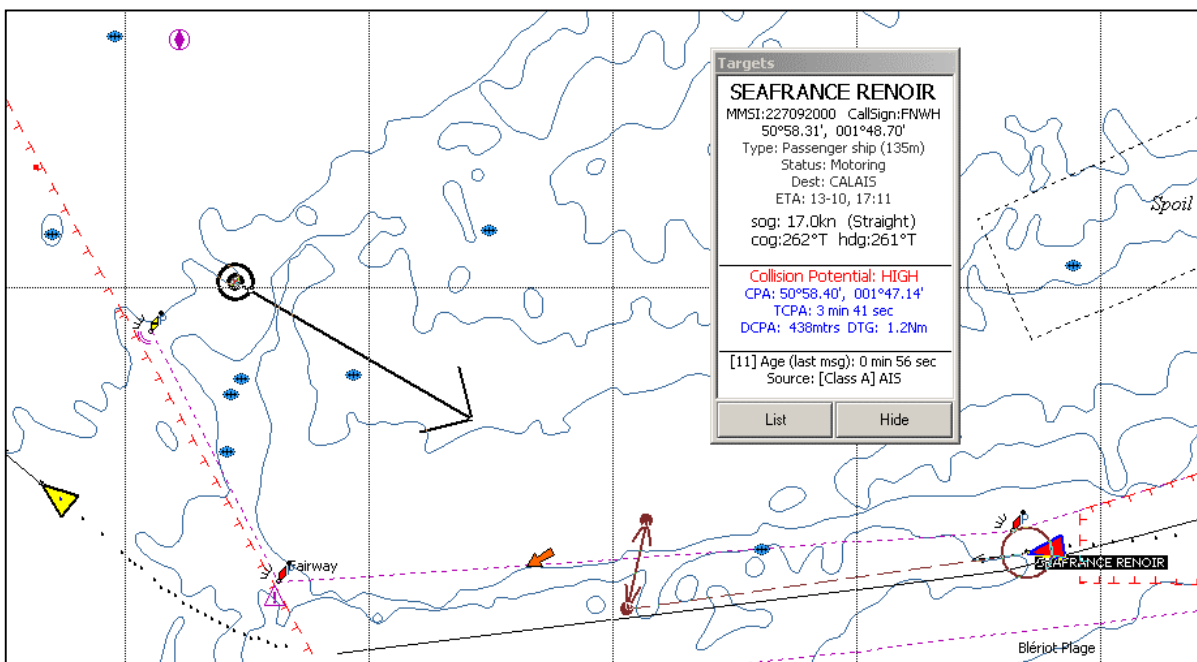 Targets
SEAFRANCE RENOIR
MMSI:227092000 CallSign:FNWH
50°58.31', 001°48.70'
Type: Passenger ship (135m)
Status: Motoring
Dest: CALAIS
ETA: 13-10, 17:11
sog: 17.0kn (Straight)
cog:262°T hdg:261°T
Collision Potential: HIGH
CPA: 50°58.40', 001°47.14'
TCPA: 3 min 41 sec
DCPA: 438mtrs DTG: 1.2Nm
[11] Age (last msg): 0 min 56 sec
Source: [Class A] AIS
List Hide
Spoil
Fairway
SEAFRANCE RENOIR
Blériot Plage